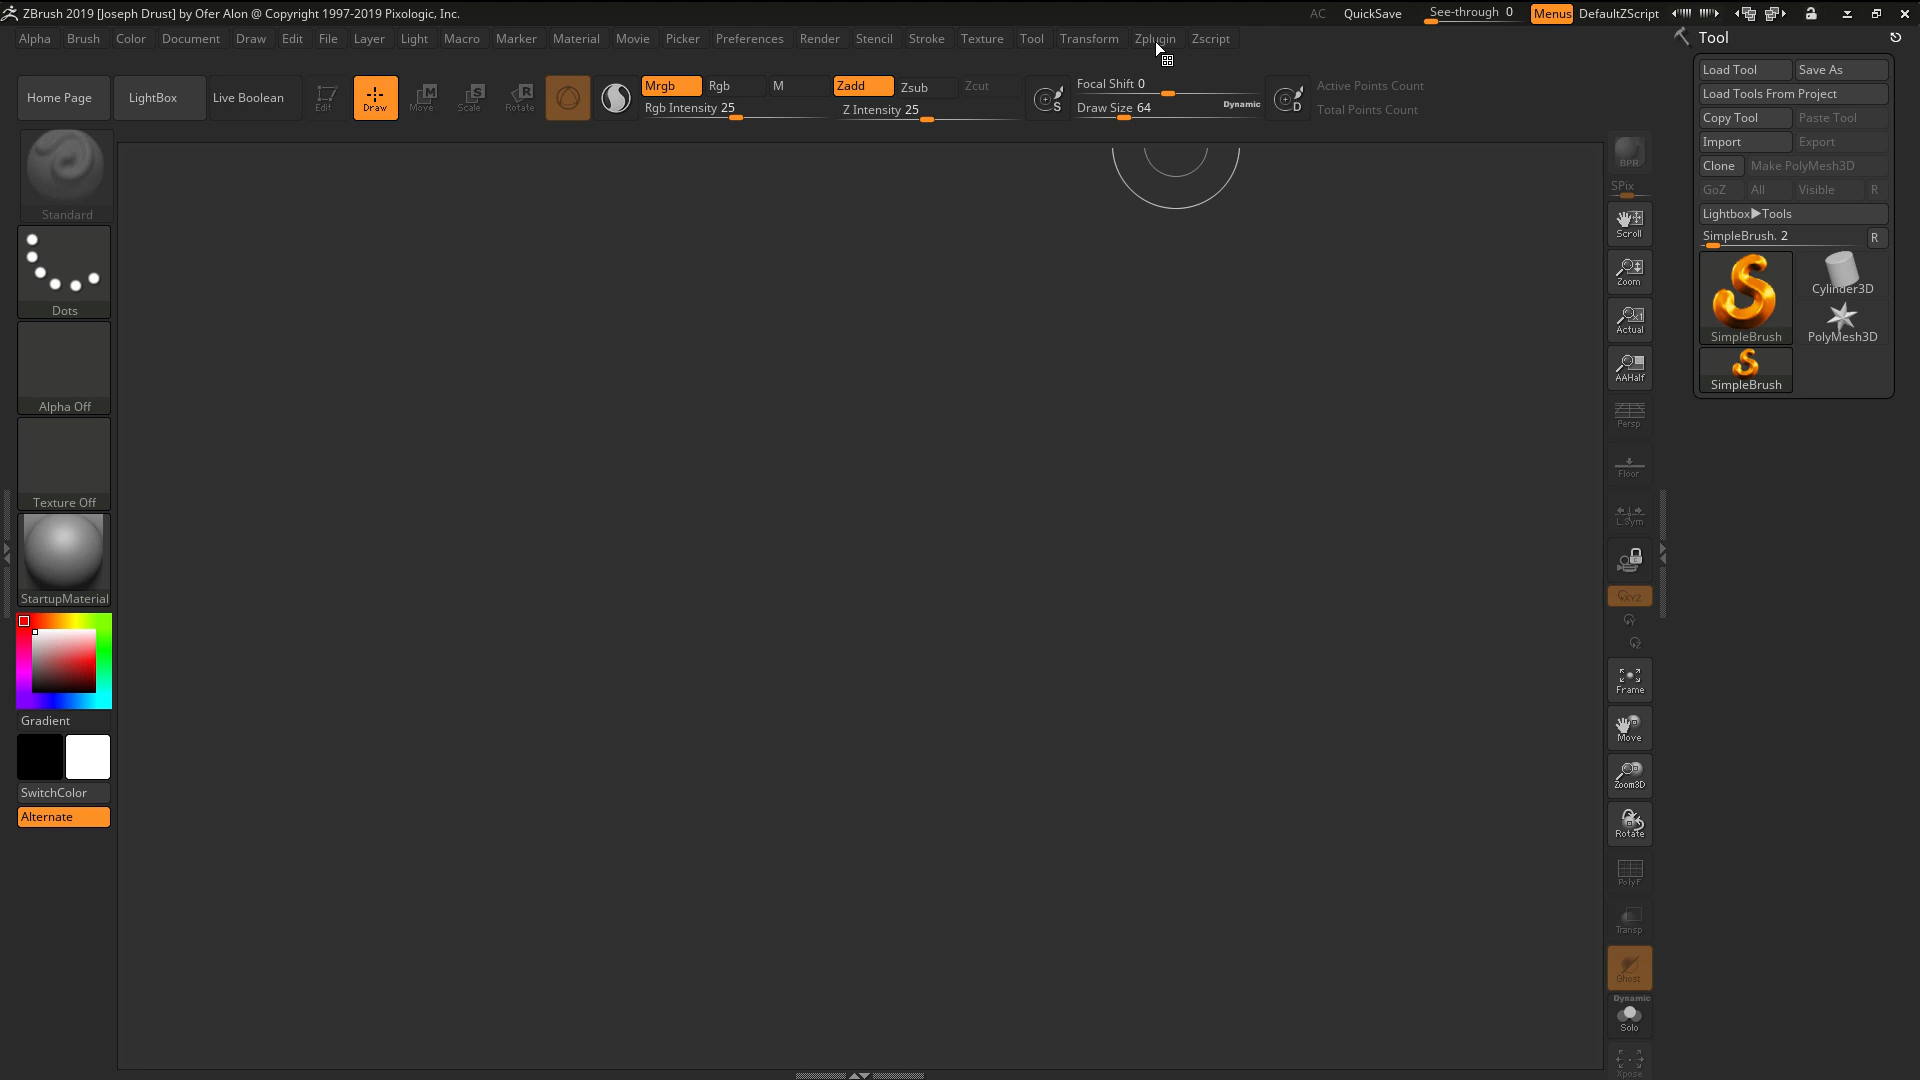 ZBrush 2019 [Joseph Drust] by Ofer Alon @ Copyright 1997-2019 Pixologic, Inc.
AC QuickSave See-through 0 Menus DefaultZScript
Alpha Brush Color Document Draw Edit File Layer Light Macro Marker Material Movie Picker Preferences Render Stencil Stroke Texture Tool Transform Zplugin Zscript
Tool
Home Page
LightBox
Live Boolean
Edit
Draw
Move
M
Scale
S
Rotate
R
Mrgb Rgb M
Rgb Intensity 25
Zadd Zsub Zcut
Z Intensity 25
S
Focal Shift 0
Draw Size 64 Dynamic
D
Active Points Count
Total Points Count
Standard
Dots
Alpha Off
Texture Off
StartupMaterial
Gradient
SwitchColor
Alternate
BPR
SPix
Scroll
Zoom
Actual
AAHalf
Persp
Floor
L.Sym
XYZ
Y
Z
Frame
Move
Zoom3D
Rotate
PolyF
Transp
Ghost
Dynamic
Solo
Xpose
Load Tool Save As
Load Tools From Project
Copy Tool Paste Tool
Import Export
Clone Make PolyMesh3D
GoZ All Visible R
Lightbox▶Tools
SimpleBrush. 2 R
SimpleBrush
Cylinder3D
PolyMesh3D
SimpleBrush